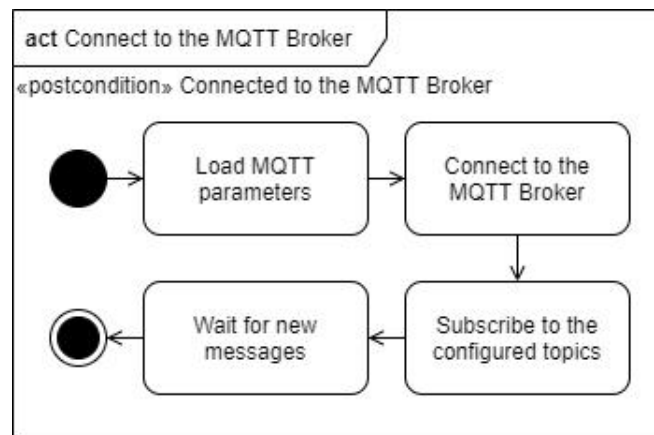 act Connect to the MQTT Broker
«postcondition» Connected to the MQTT Broker
Load MQTT
parameters
Connect to the
MQTT Broker
Wait for new
messages
Subscribe to the
configured topics